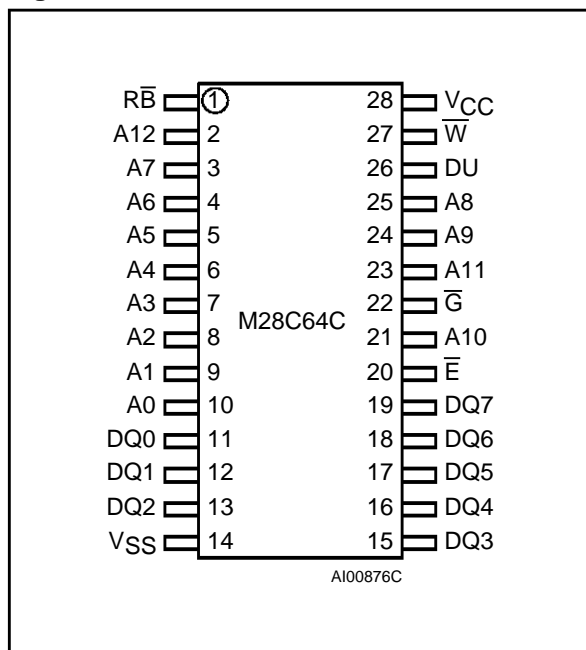 RB̅ 1 28 VCC
A12 2 27 W̅
A7 3 26 DU
A6 4 25 A8
A5 5 24 A9
A4 6 23 A11
A3 7 22 G̅
M28C64C
A2 8 21 A10
A1 9 20 E̅
A0 10 19 DQ7
DQ0 11 18 DQ6
DQ1 12 17 DQ5
DQ2 13 16 DQ4
VSS 14 15 DQ3
AI00876C